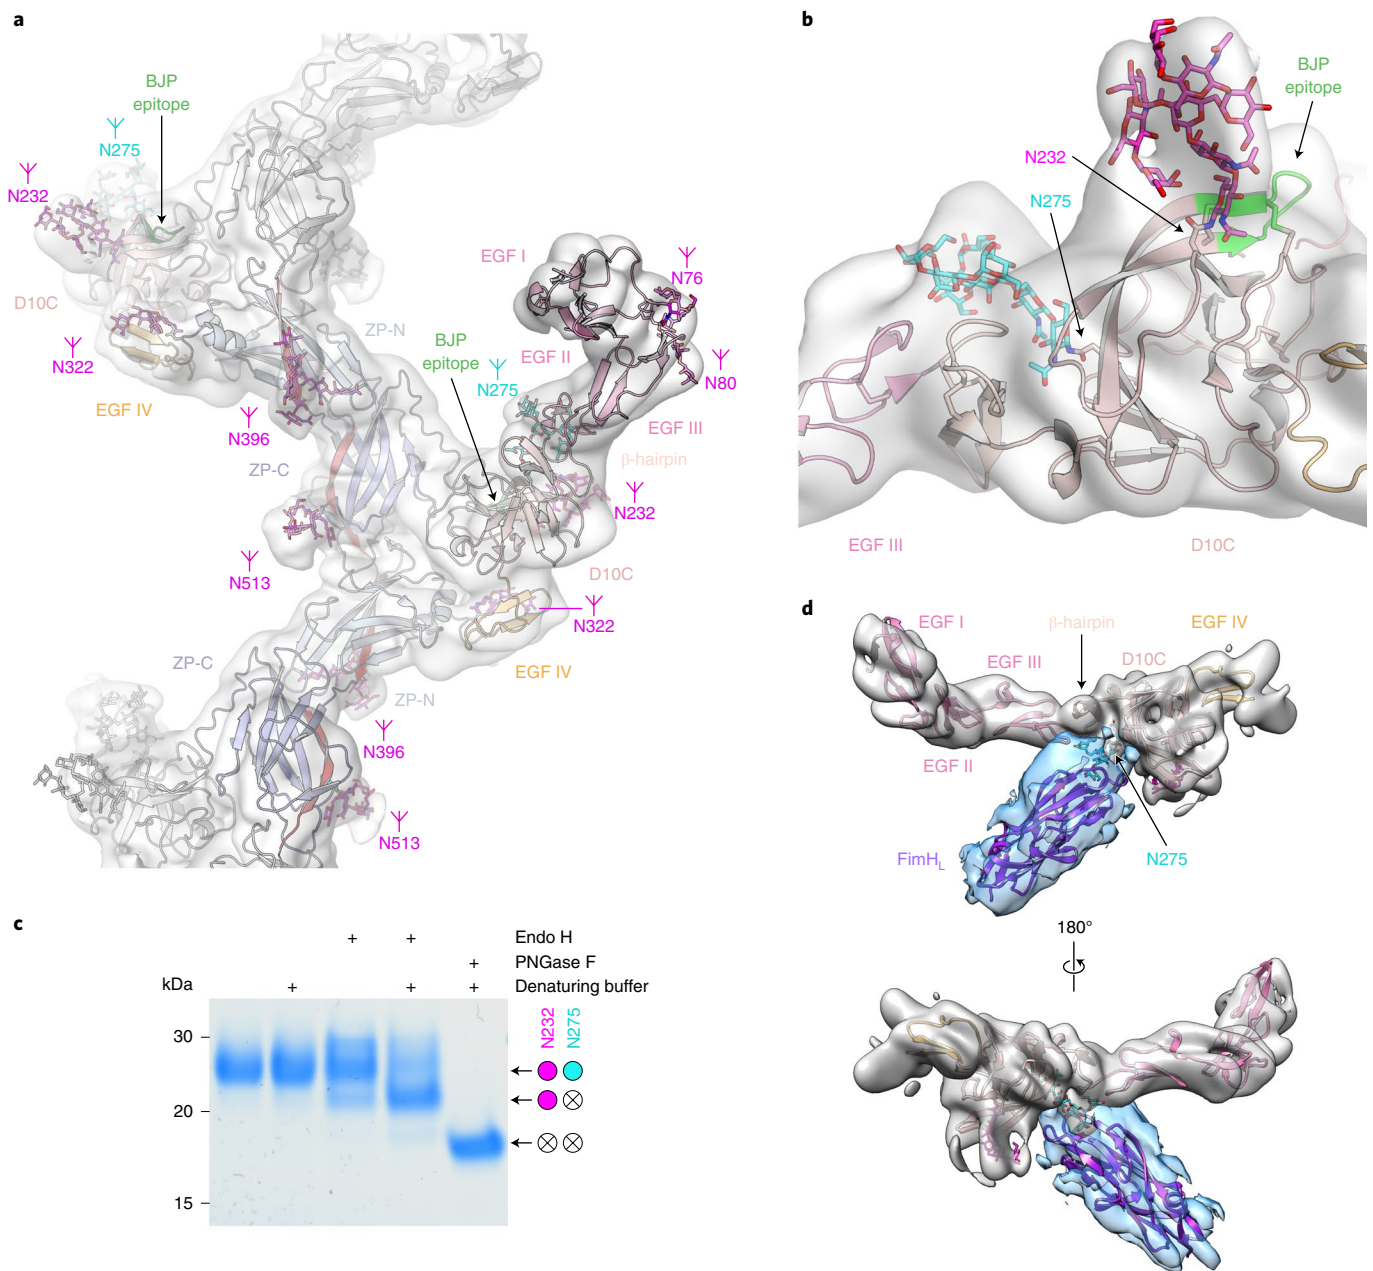 a
BJP
epitope
N275
N232
D10C
N322
EGF IV
ZP-N
N396
ZP-C
N513
EGF I
N76
EGF II
BJP
epitope
N275
N80
EGF III
β-hairpin
N232
D10C
N322
EGF IV
ZP-C
ZP-N
N396
N513
b
BJP
epitope
N232
N275
EGF III
D10C
c
+ + Endo H
+ PNGase F
kDa + + + Denaturing buffer
N232 N275
30
20
15
d
EGF I
β-hairpin
EGF IV
EGF III
D10C
EGF II
FimHL
N275
180°